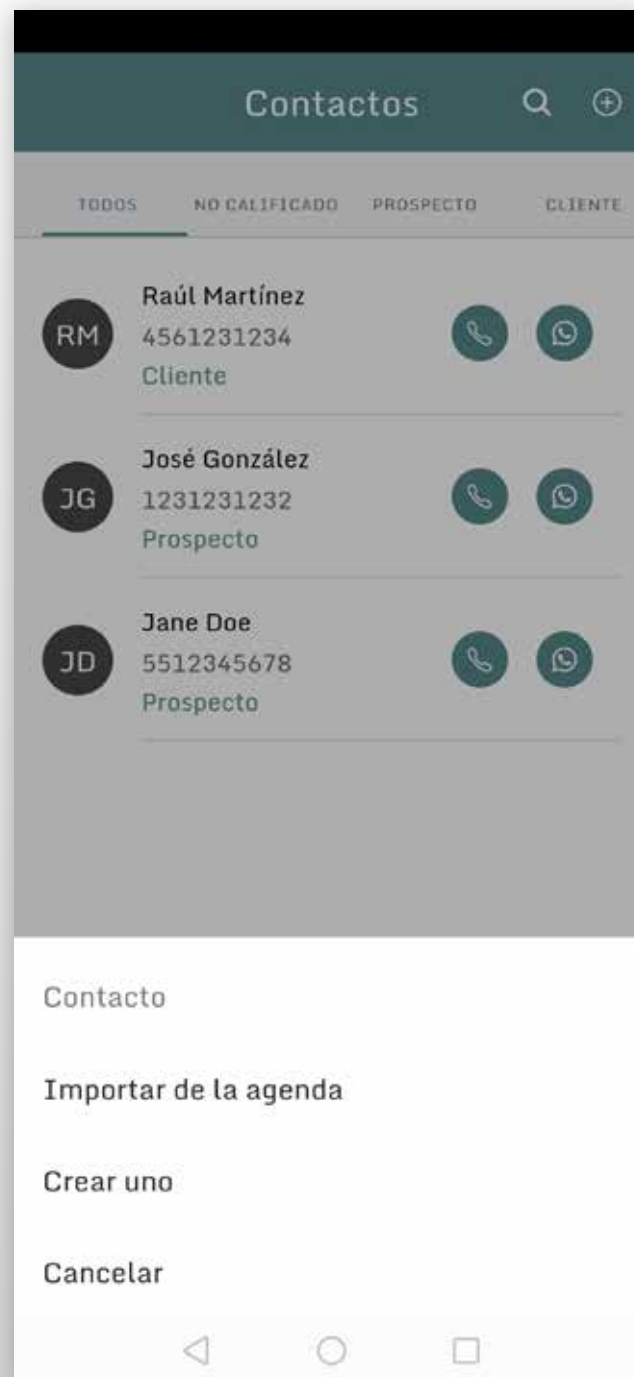 Contactos
TODOS NO CALIFICADO PROSPECTO CLIENTE
Raúl Martínez
RM 4561231234
Cliente
José González
JG 1231231232
Prospecto
Jane Doe
JD 5512345678
Prospecto
Contacto
Importar de la agenda
Crear uno
Cancelar